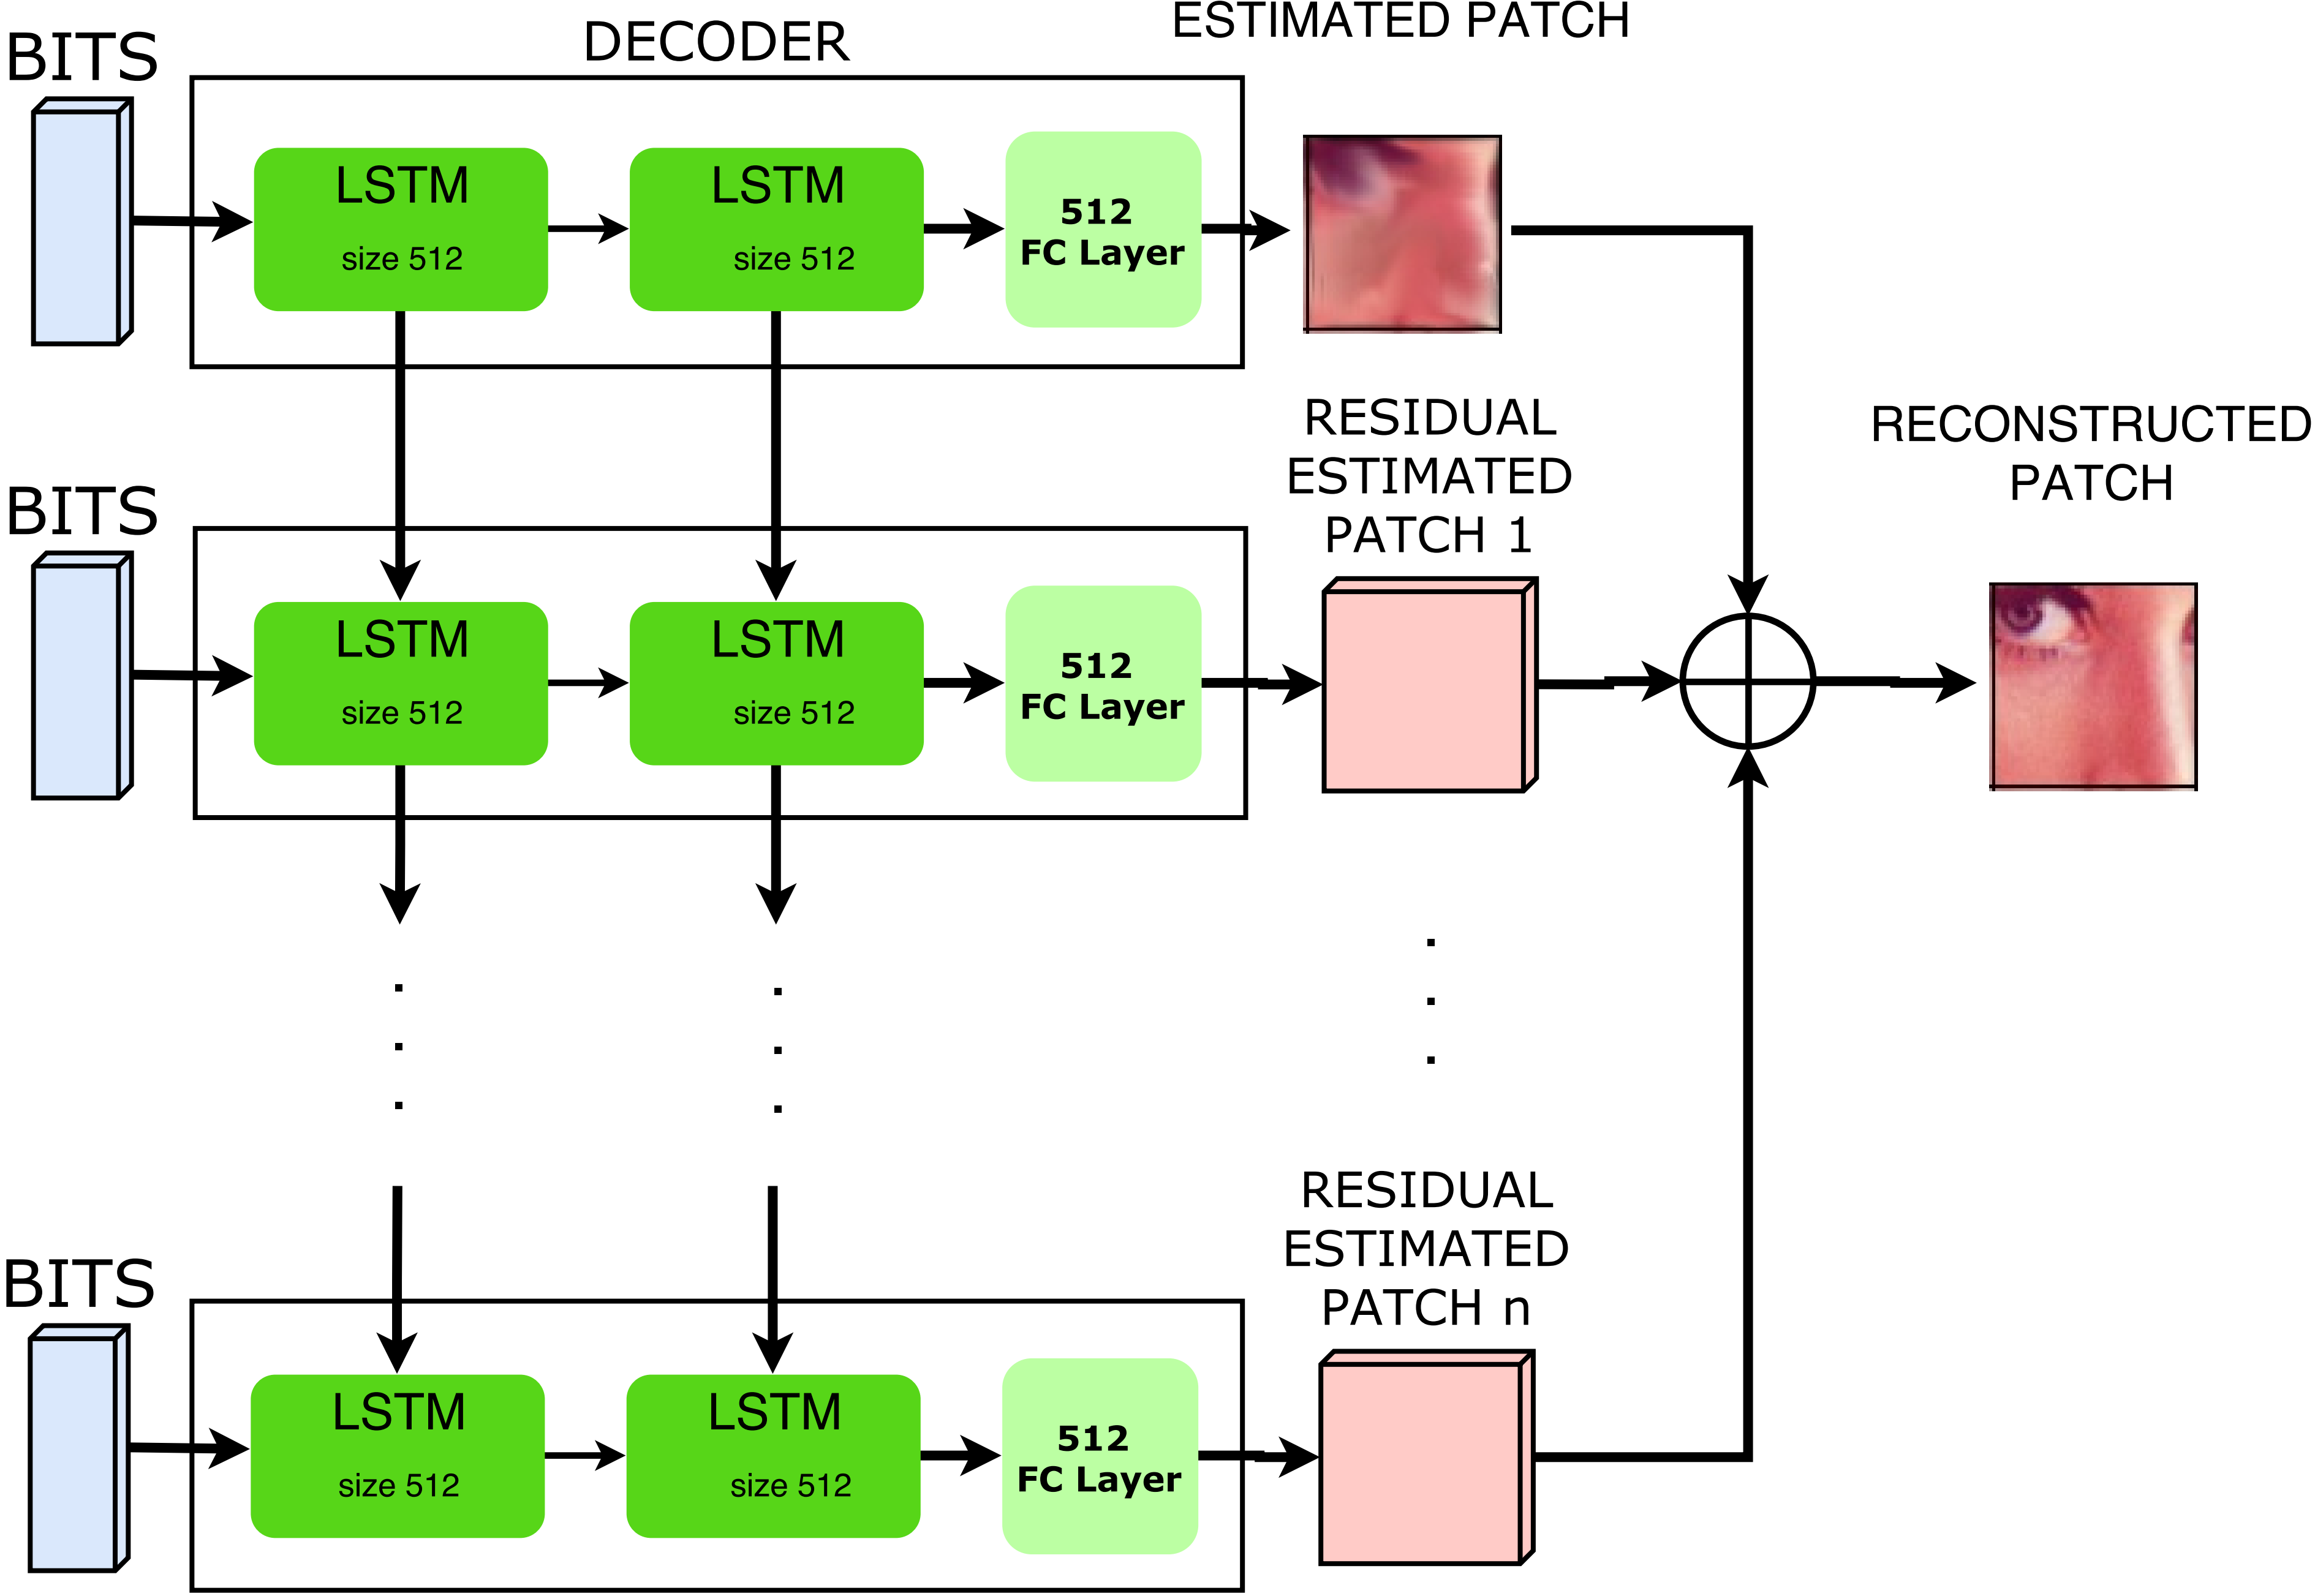 ESTIMATED PATCH
DECODER
BITS
LSTM
size 512
LSTM
size 512
512
FC Layer
RESIDUAL
ESTIMATED
PATCH 1
RECONSTRUCTED
PATCH
BITS
LSTM
size 512
LSTM
size 512
512
FC Layer
RESIDUAL
ESTIMATED
PATCH n
BITS
LSTM
size 512
LSTM
size 512
512
FC Layer